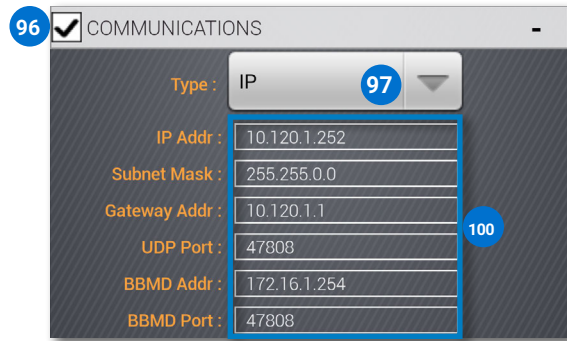 96 COMMUNICATIONS -
Type : IP 97
IP Addr : 10.120.1.252
Subnet Mask : 255.255.0.0
Gateway Addr : 10.120.1.1
100
UDP Port : 47808
BBMD Addr : 172.16.1.254
BBMD Port : 47808